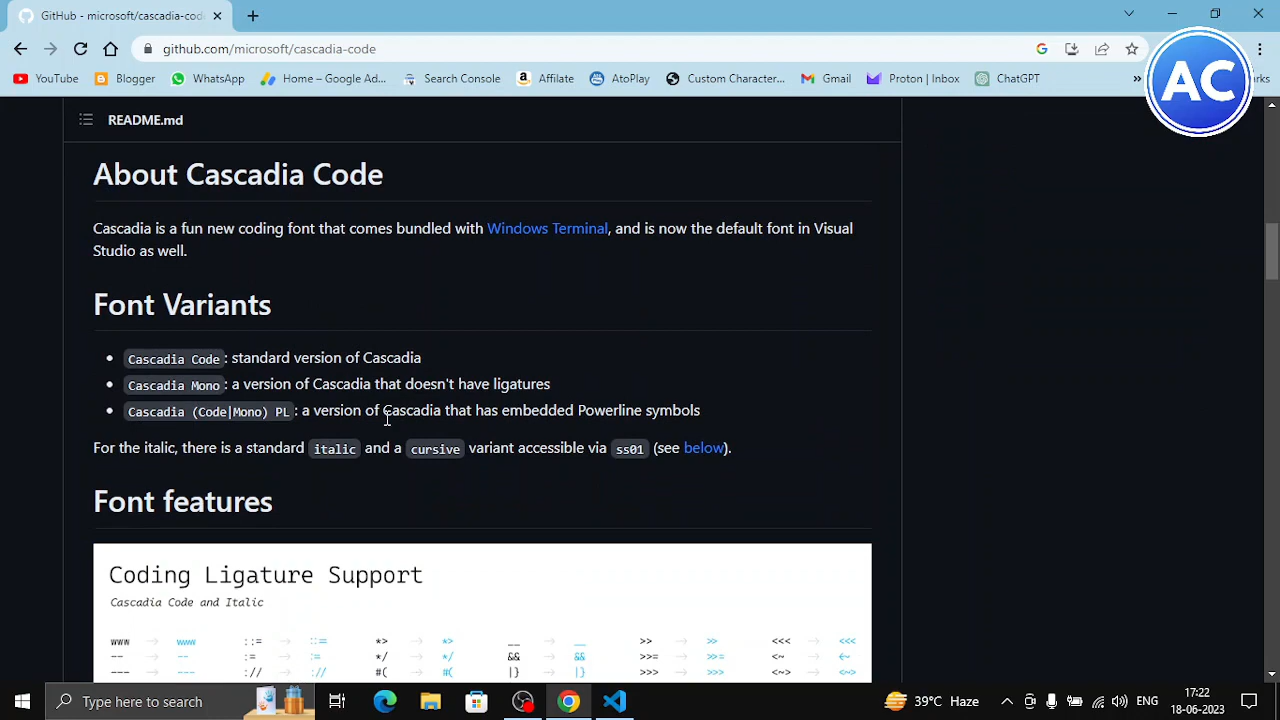 GitHub - microsoft/cascadia-cod
github.com/microsoft/cascadia-code
YouTube Blogger WhatsApp Home – Google Ad... Search Console Affilate AtoPlay Custom Character... Gmail Proton | Inbox ChatGPT » rks
AC
README.md
About Cascadia Code
Cascadia is a fun new coding font that comes bundled with Windows Terminal, and is now the default font in Visual
Studio as well.
Font Variants
Cascadia Code: standard version of Cascadia
Cascadia Mono: a version of Cascadia that doesn't have ligatures
Cascadia (Code|Mono) PL: a version of Cascadia that has embedded Powerline symbols
For the italic, there is a standard italic and a cursive variant accessible via ss01 (see below).
Font features
Coding Ligature Support
Cascadia Code and Italic
www → www ::= → ::= *> → *> __ → __ >> → >> <<< → <<<
-- → -- := → := */ → */ && → && >>= → >>= <~ → <~
--- → --- :// → :// #( → #( |} → |} >>> → >>> <~> → <~>
Type here to search
39°C Haze
ENG
17:22
18-06-2023